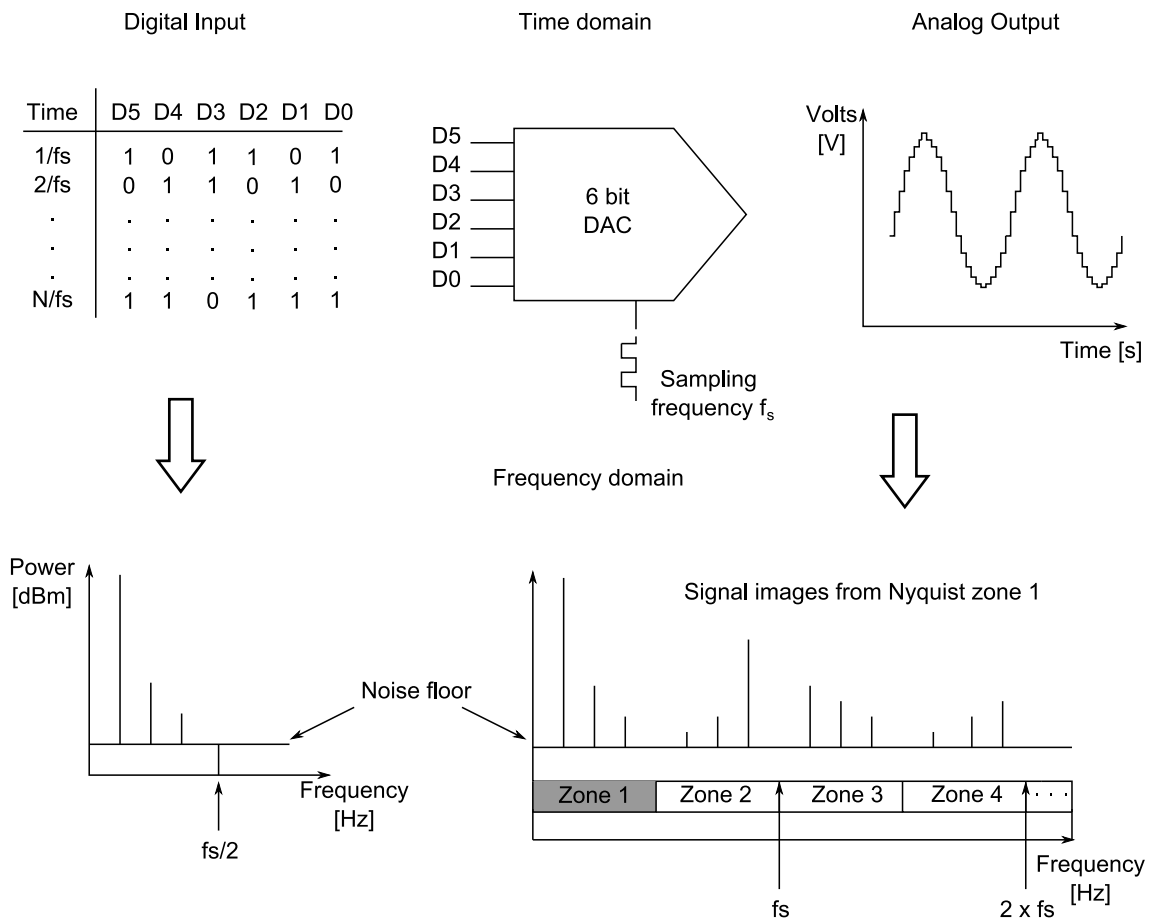 Digital Input
Time domain
Analog Output
Time D5 D4 D3 D2 D1 D0
1/fs 1 0 1 1 0 1
2/fs 0 1 1 0 1 0
. . . . . . .
. . . . . . .
. . . . . . .
N/fs 1 1 0 1 1 1
D5
D4
D3
D2
D1
D0
6 bit
DAC
Sampling
frequency fs
Volts
[V]
Time [s]
Frequency domain
Power
[dBm]
Noise floor
Frequency
[Hz]
fs/2
Signal images from Nyquist zone 1
Zone 1 Zone 2 Zone 3 Zone 4 . . . .
Frequency
[Hz]
fs
2 x fs